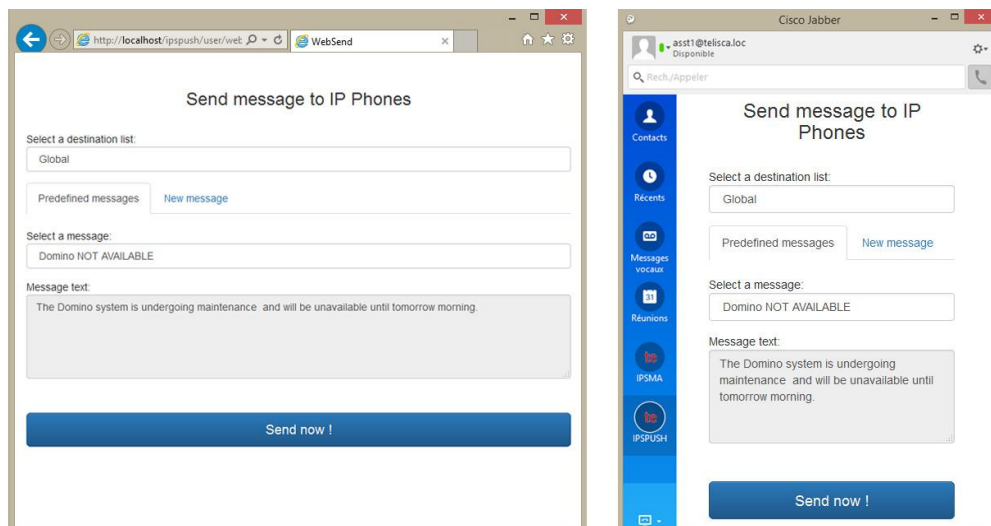 http://localhost/ipspush/user/web
WebSend
Send message to IP Phones
Select a destination list:
Global
Predefined messages
New message
Select a message:
Domino NOT AVAILABLE
Message text:
The Domino system is undergoing maintenance  and will be unavailable until tomorrow morning.
Send now !
Cisco Jabber
asst1@telisca.loc
Disponible
Rech./Appeler
Contacts
Récents
Messages
vocaux
31
Réunions
IPSMA
IPSPUSH
Send message to IP
Phones
Select a destination list:
Global
Predefined messages
New message
Select a message:
Domino NOT AVAILABLE
Message text:
The Domino system is undergoing
maintenance  and will be unavailable until
tomorrow morning.
Send now !